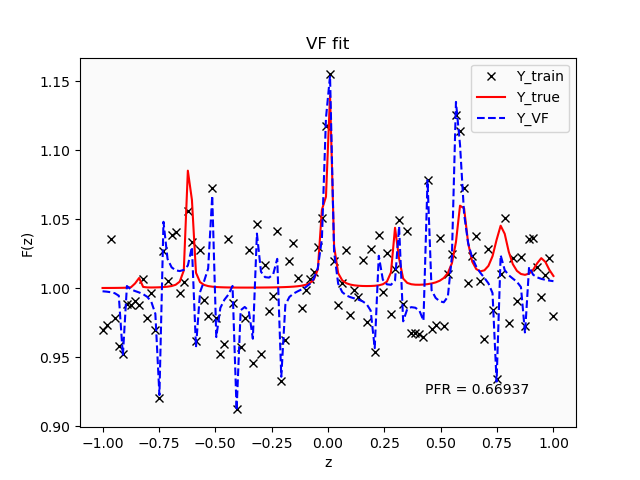 VF fit
1.15
1.10
1.05
1.00
0.95
0.90
F(z)
Y_train
Y_true
Y_VF
PFR = 0.66937
−1.00 −0.75 −0.50 −0.25 0.00 0.25 0.50 0.75 1.00
z